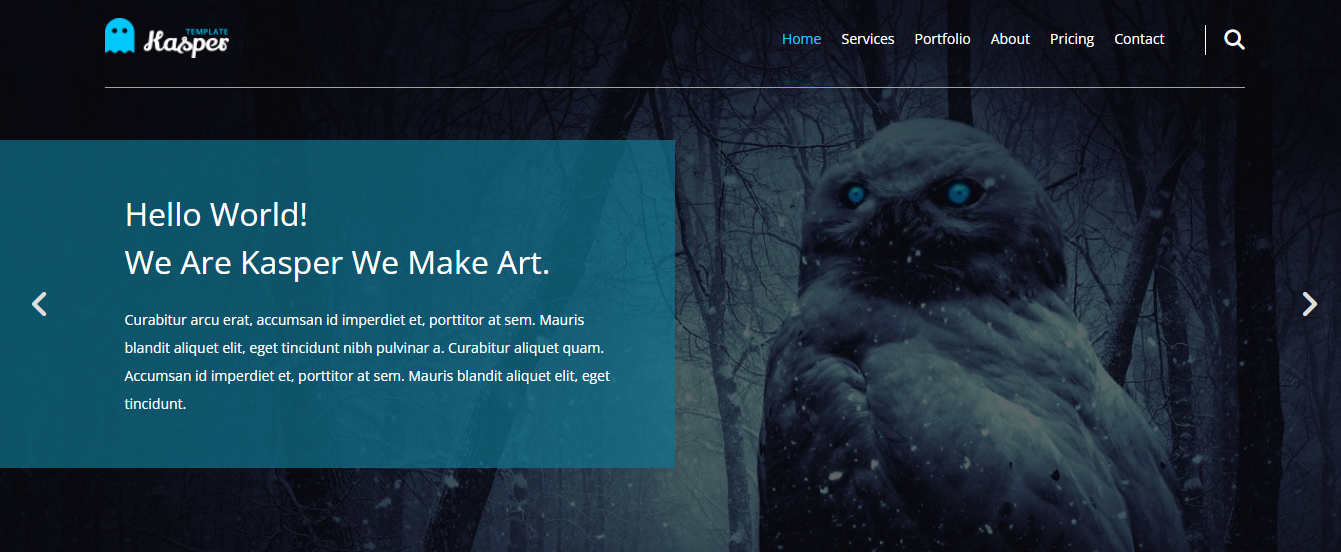 TEMPLATE
Kasper
Home Services Portfolio About Pricing Contact
Hello World!
We Are Kasper We Make Art.
Curabitur arcu erat, accumsan id imperdiet et, porttitor at sem. Mauris
blandit aliquet elit, eget tincidunt nibh pulvinar a. Curabitur aliquet quam.
Accumsan id imperdiet et, porttitor at sem. Mauris blandit aliquet elit, eget
tincidunt.